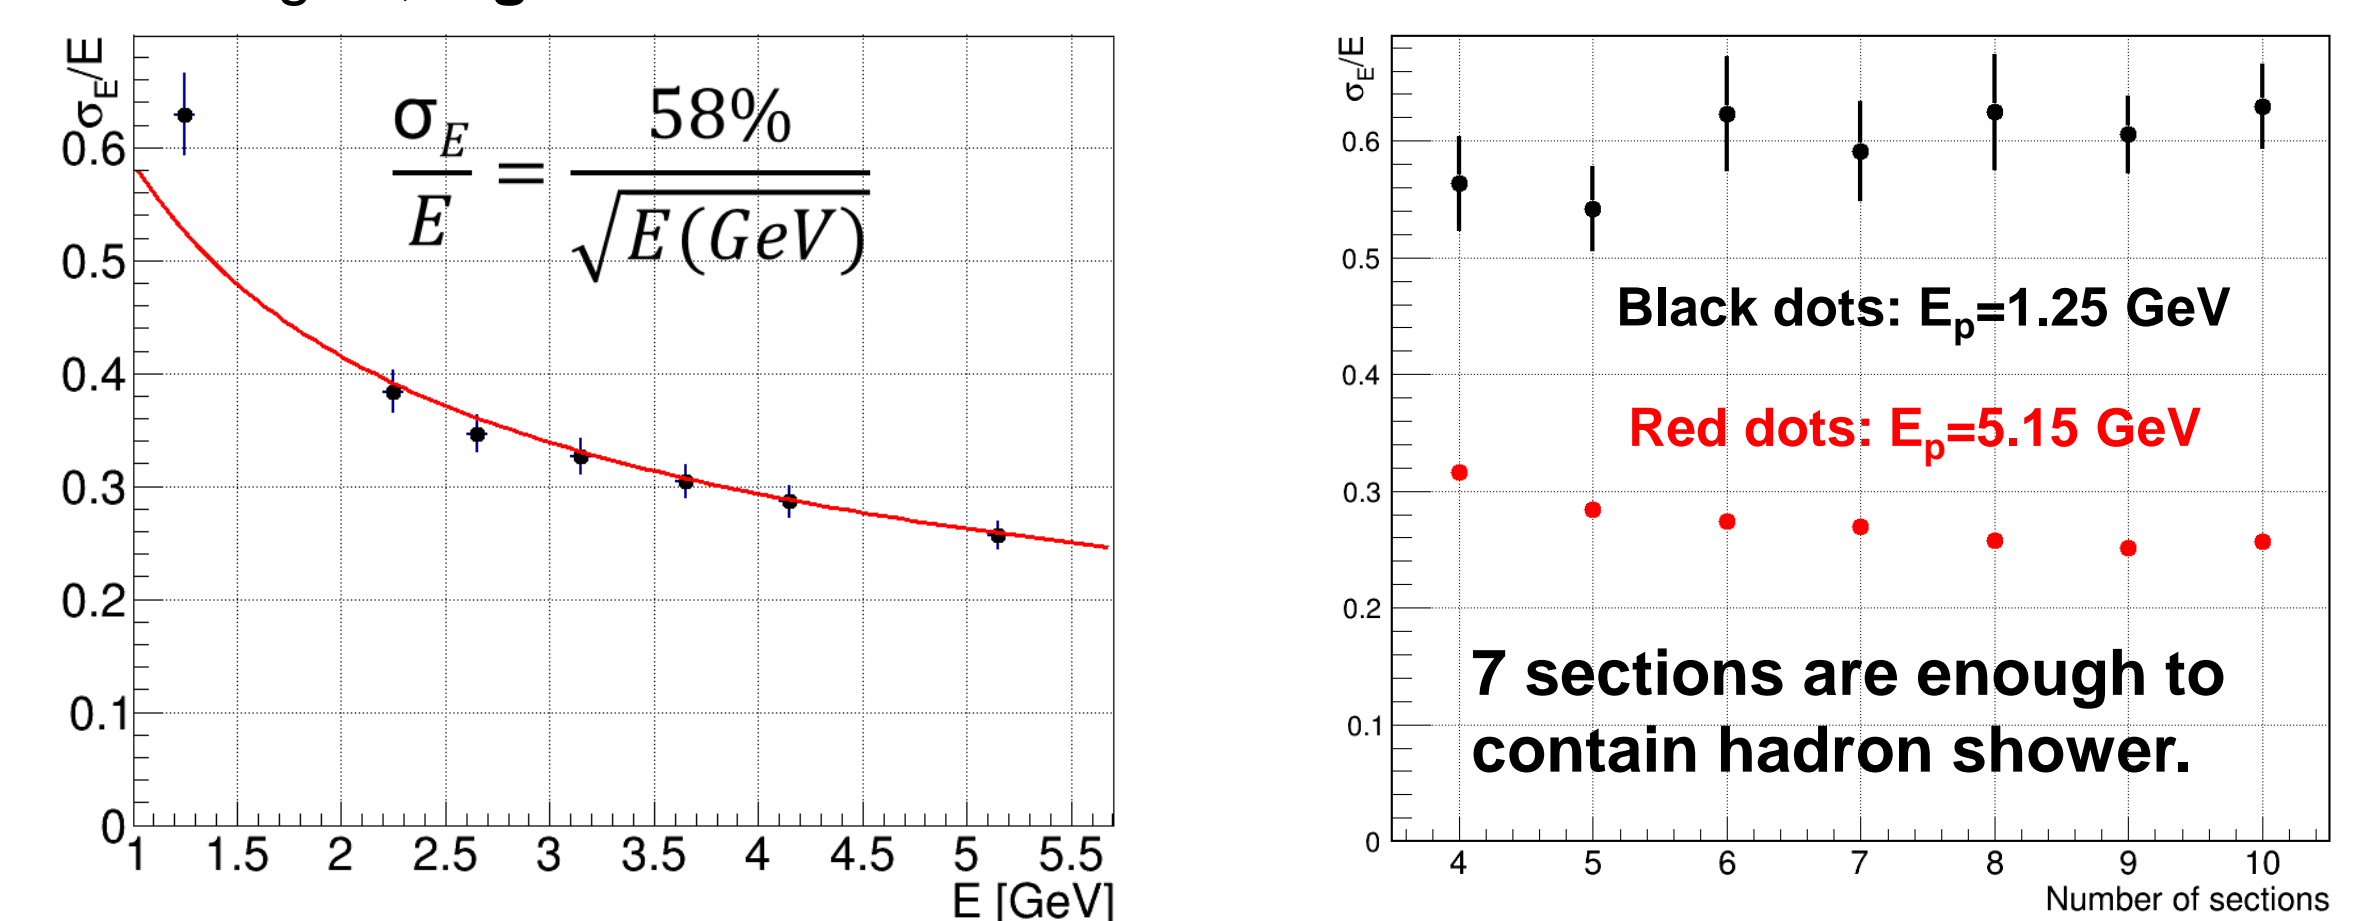 σE/E
0.6
0.5
0.4
0.3
0.2
0.1
0
1 1.5 2 2.5 3 3.5 4 4.5 5 5.5
E [GeV]
σE/E = 58%/√E(GeV)
σE/E
0.6
0.5
0.4
0.3
0.2
0.1
0
4 5 6 7 8 9 10
Number of sections
Black dots: Ep=1.25 GeV
Red dots: Ep=5.15 GeV
7 sections are enough to
contain hadron shower.